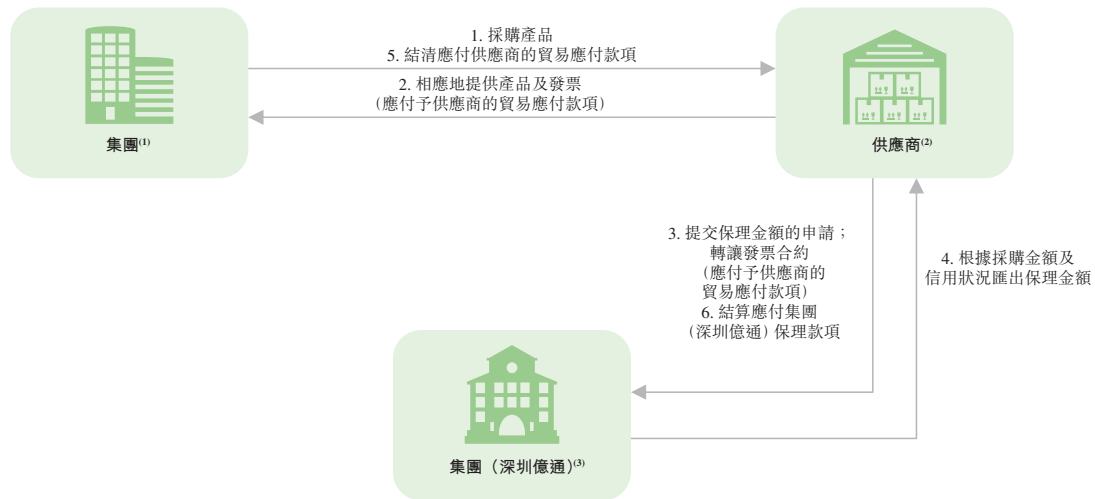 1. 採購產品
5. 結清應付供應商的貿易應付款項
2. 相應地提供產品及發票
（應付予供應商的貿易應付款項）
集團(1)
供應商(2)
3. 提交保理金額的申請；
轉讓發票合約
（應付予供應商的
貿易應付款項）
6. 結算應付集團
（深圳億通）保理款項
4. 根據採購金額及
信用狀況匯出保理金額
集團（深圳億通）(3)